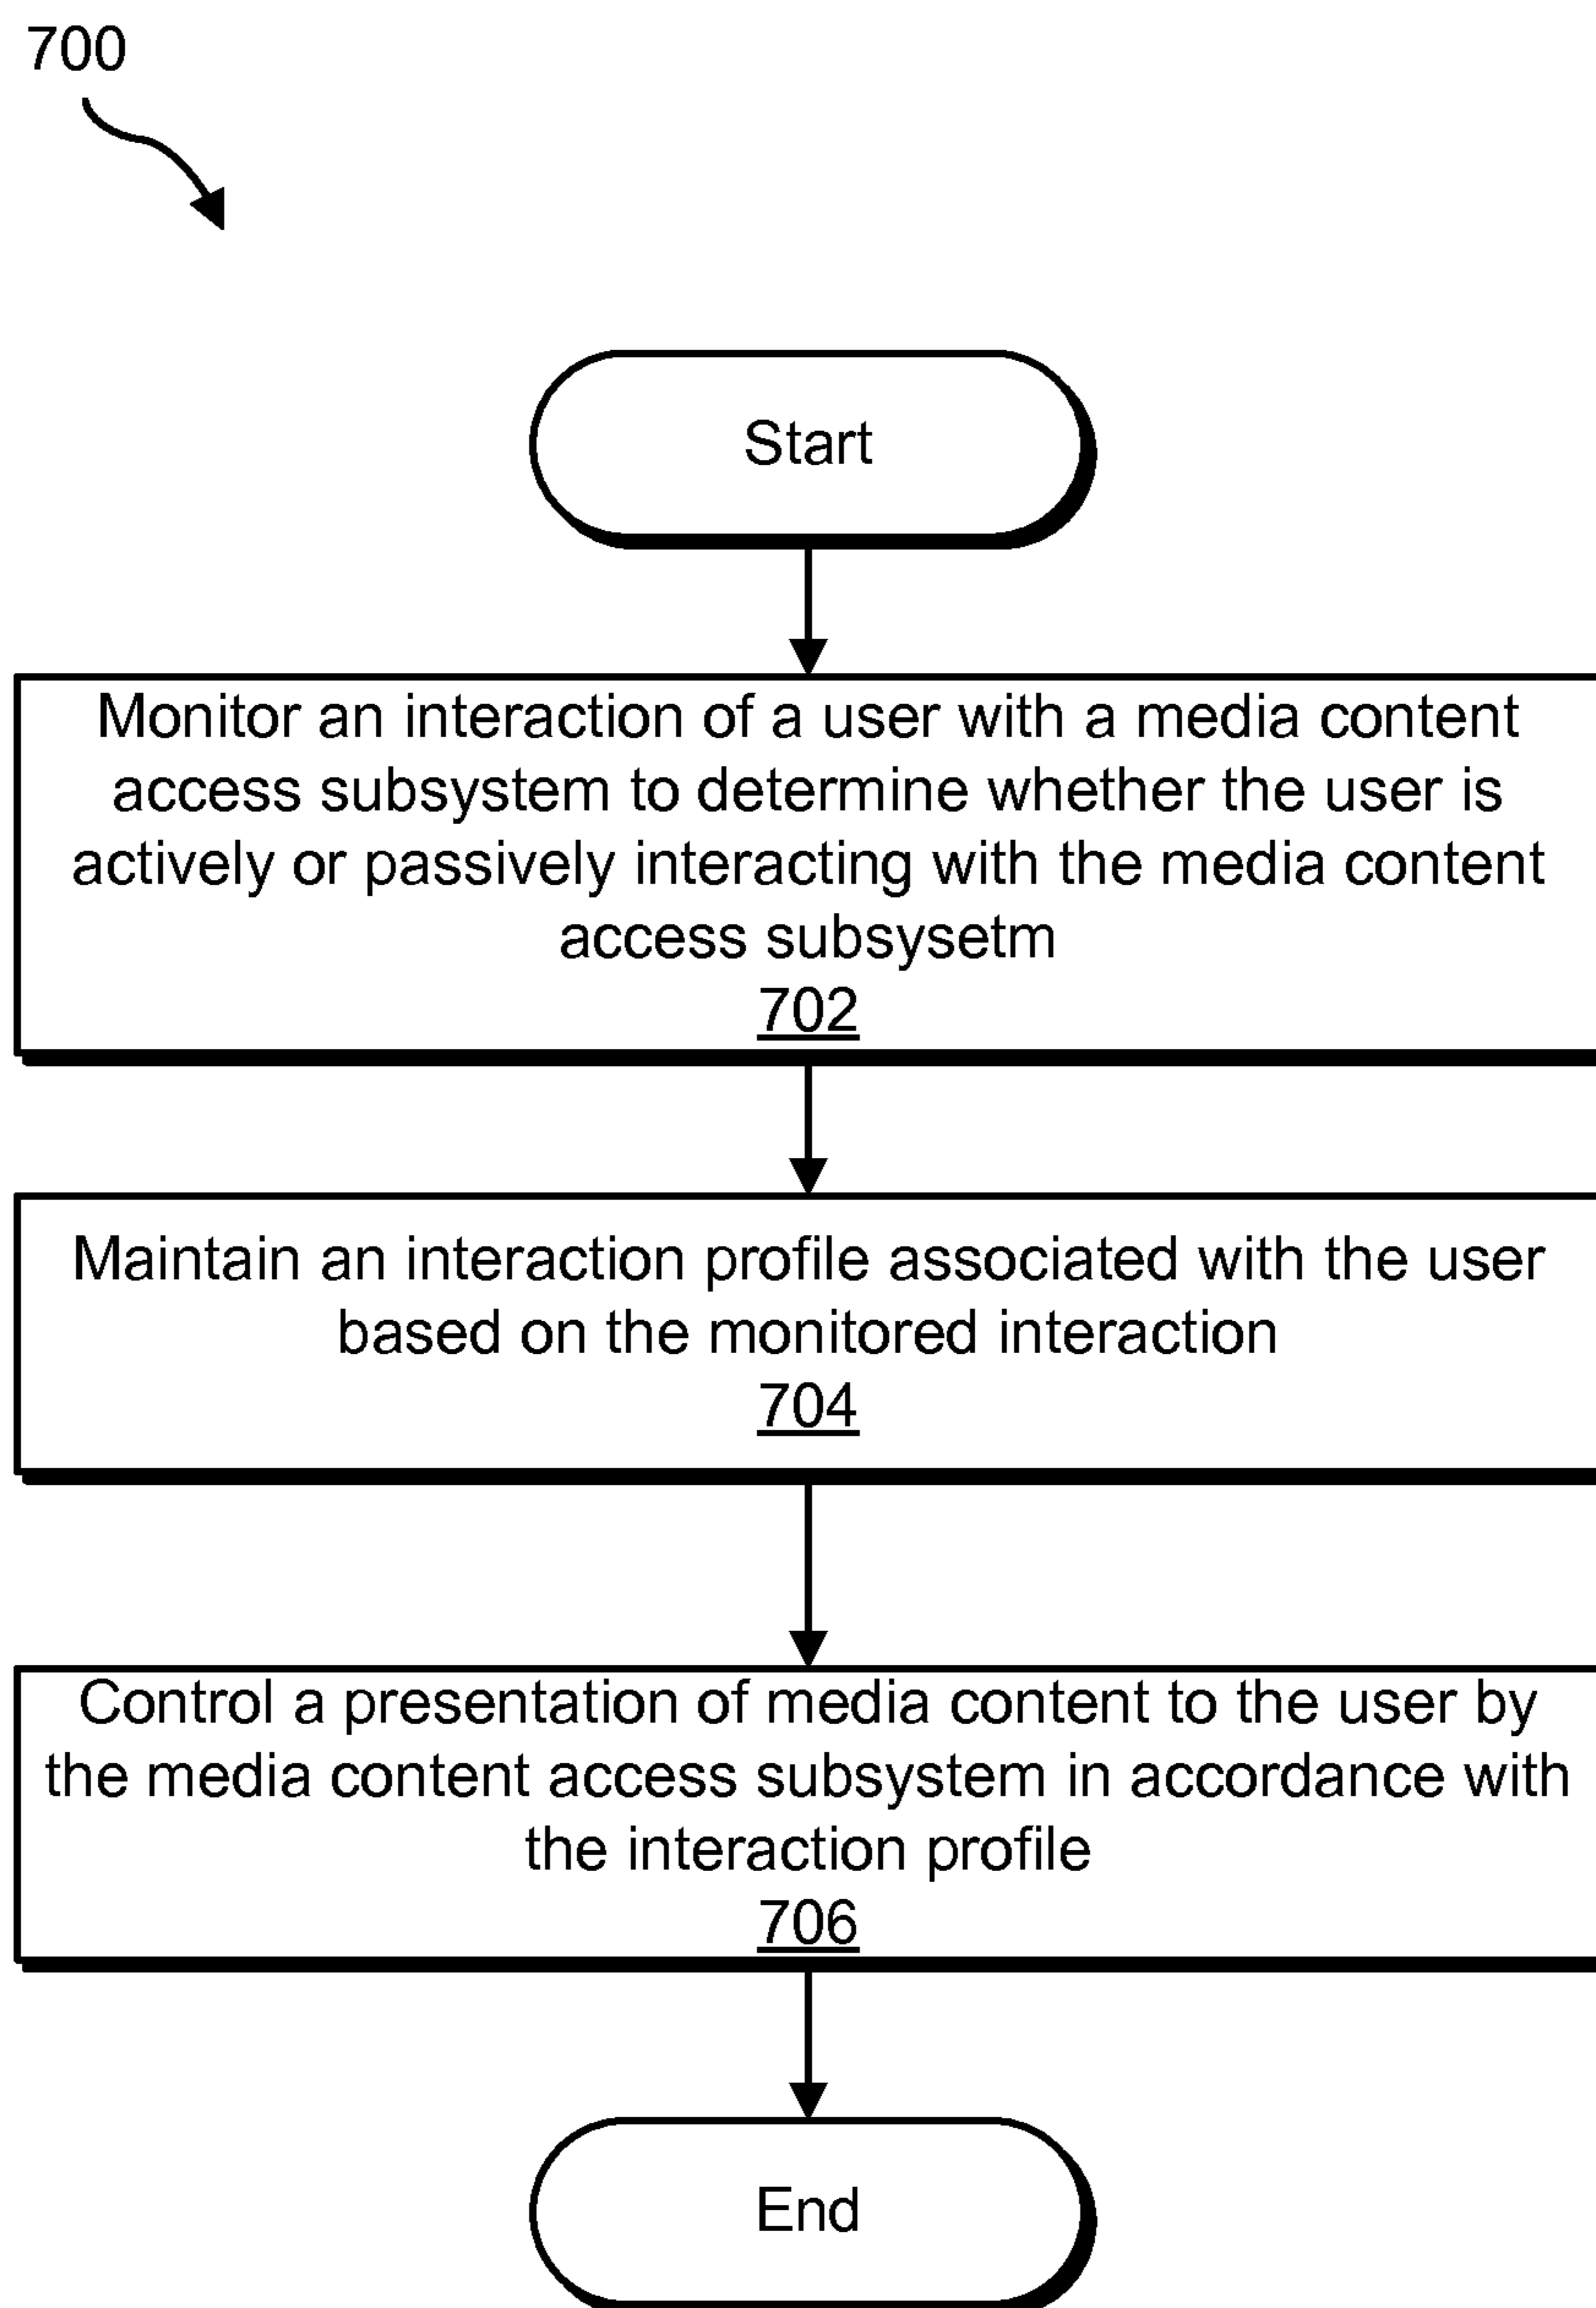 700
Start
Monitor an interaction of a user with a media content
access subsystem to determine whether the user is
actively or passively interacting with the media content
access subsysetm
702
Maintain an interaction profile associated with the user
based on the monitored interaction
704
Control a presentation of media content to the user by
the media content access subsystem in accordance with
the interaction profile
706
End